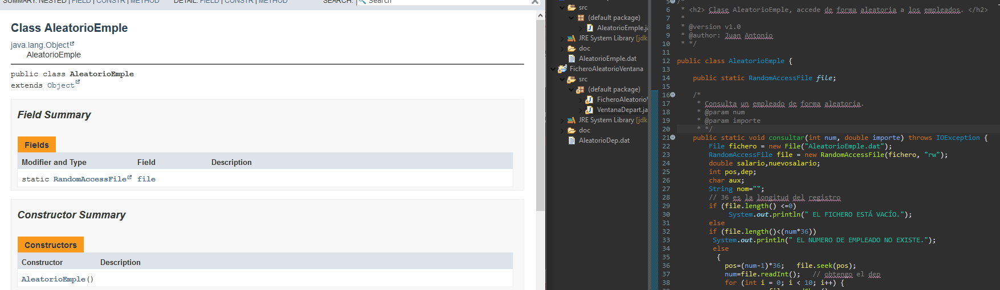 SUMMARY: NESTED | FIELD | CONSTR | METHOD DETAIL: FIELD | CONSTR | METHOD SEARCH: Search
Class AleatorioEmple
java.lang.Object
AleatorioEmple
public class AleatorioEmple
extends Object
Field Summary
Fields
Modifier and Type Field Description
static RandomAccessFile file
Constructor Summary
Constructors
Constructor Description
AleatorioEmple()
src
(default package)
AleatorioEmple.ja
JRE System Library [jdk
doc
AleatorioEmple.dat
FicheroAleatorioVentana
src
(default package)
FicheroAleatorioV
VentanaDepart.ja
JRE System Library [jdk
doc
AleatorioDep.dat
5 /*
6 * <h2> Clase AleatorioEmple, accede de forma aleatoria a los empleados. </h2>
7 *
8 * @version v1.0
9 * @author: Juan Antonio
10 * */
11
12 public class AleatorioEmple {
13
14 public static RandomAccessFile file;
15
16 /*
17 * Consulta un empleado de forma aleatoria.
18 * @param num
19 * @param importe
20 * */
21 public static void consultar(int num, double importe) throws IOException {
22 File fichero = new File("AleatorioEmple.dat");
23 RandomAccessFile file = new RandomAccessFile(fichero, "rw");
24 double salario,nuevosalario;
25 int pos,dep;
26 char aux;
27 String nom="";
28 // 36 es la longitud del registro
29 if (file.length() <=0)
30 System.out.println(" EL FICHERO ESTÁ VACÍO.");
31 else
32 if (file.length()<(num*36))
33 System.out.println(" EL NUMERO DE EMPLEADO NO EXISTE.");
34 else
35 {
36 pos=(num-1)*36; file.seek(pos);
37 num=file.readInt(); // obtengo el dep
38 for (int i = 0; i < 10; i++) {